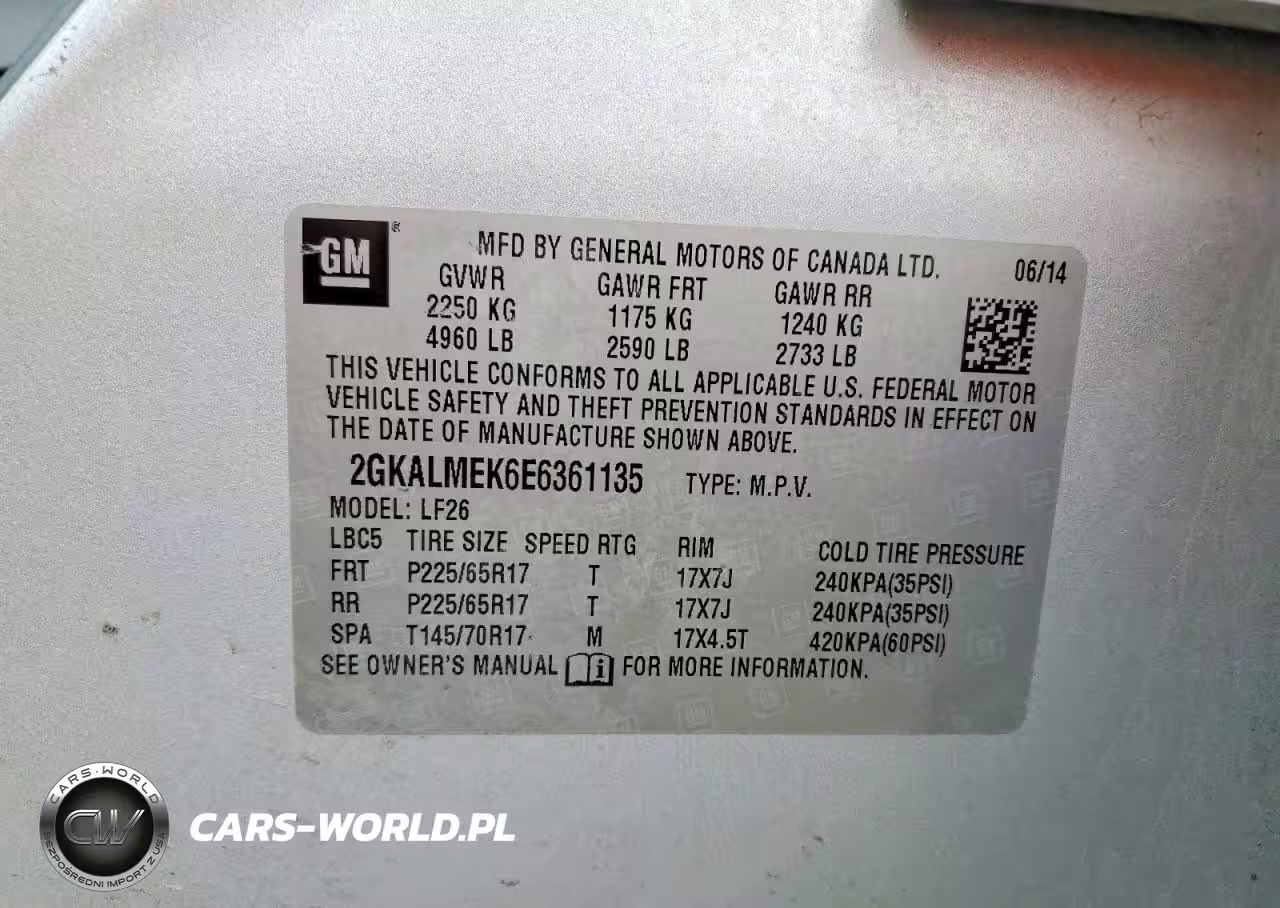 GM ®
MFD BY GENERAL MOTORS OF CANADA LTD. 06/14
GVWR GAWR FRT GAWR RR
2250 KG 1175 KG 1240 KG
4960 LB 2590 LB 2733 LB
THIS VEHICLE CONFORMS TO ALL APPLICABLE U.S. FEDERAL MOTOR
VEHICLE SAFETY AND THEFT PREVENTION STANDARDS IN EFFECT ON
THE DATE OF MANUFACTURE SHOWN ABOVE.
2GKALMEK6E6361135 TYPE: M.P.V.
MODEL: LF26
LBC5 TIRE SIZE SPEED RTG RIM COLD TIRE PRESSURE
FRT P225/65R17 T 17X7J 240KPA(35PSI)
RR P225/65R17 T 17X7J 240KPA(35PSI)
SPA T145/70R17 M 17X4.5T 420KPA(60PSI)
SEE OWNER'S MANUAL i FOR MORE INFORMATION.
CARS-WORLD
CW
BEZPOŚREDNI IMPORT Z USA
CARS-WORLD.PL